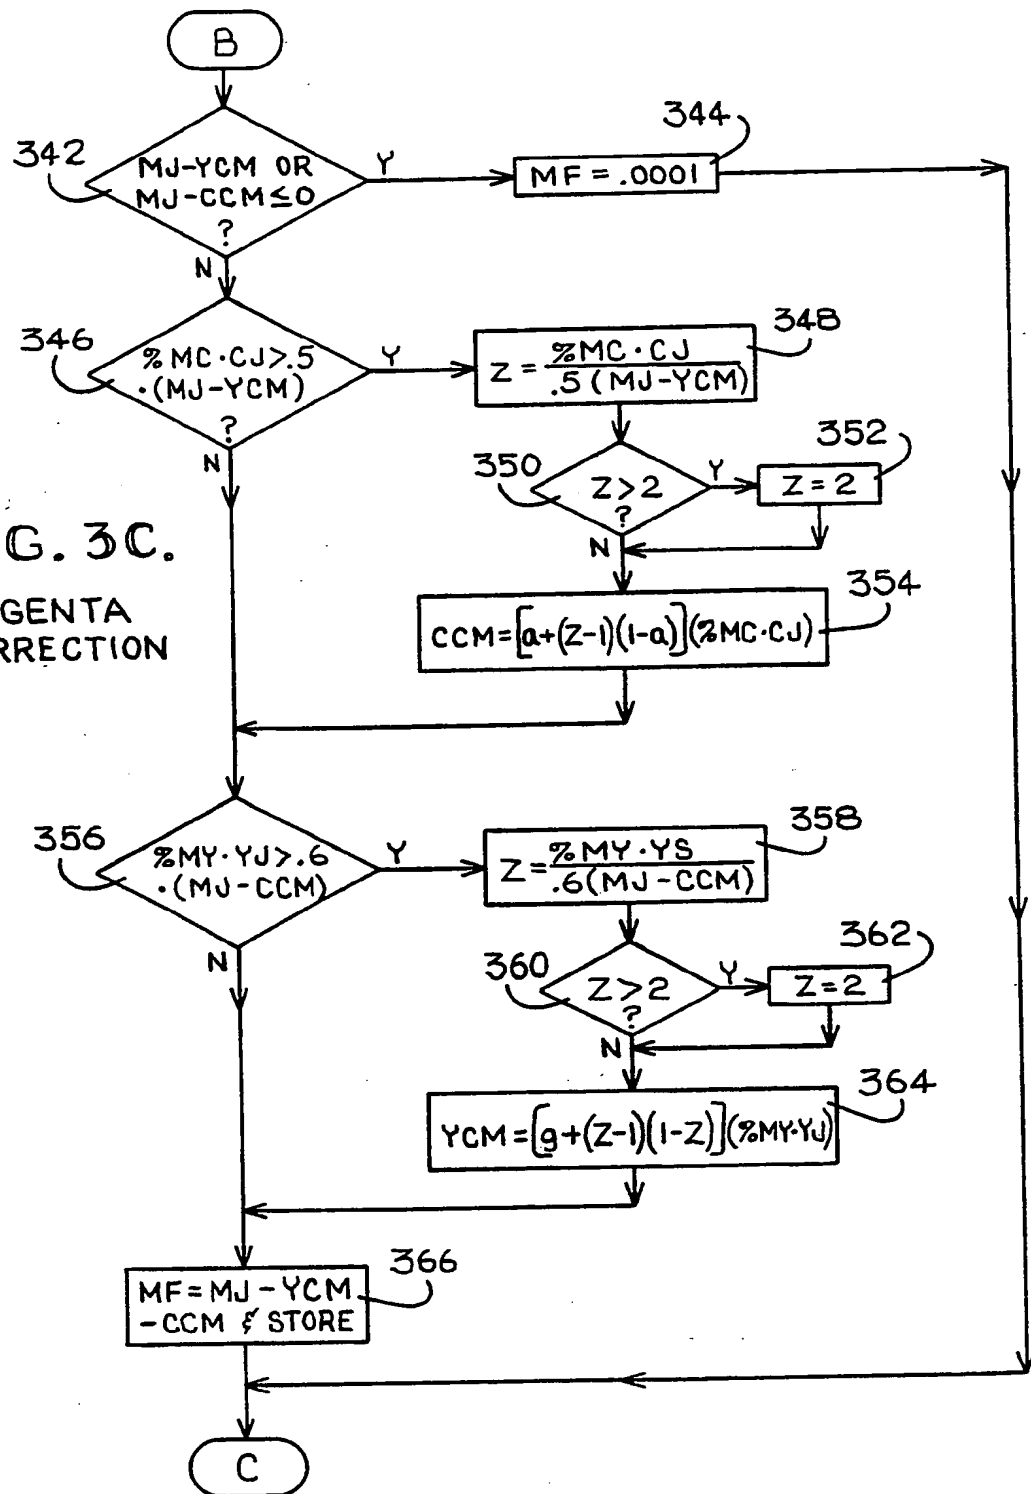 B
342
MJ-YCM OR
MJ-CCM≤0
?
Y
344
MF=.0001
N
346
%MC·CJ>.5
·(MJ-YCM)
?
Y
348
Z=%MC·CJ
.5(MJ-YCM)
N
350
Z>2
?
Y
352
Z=2
N
G. 3C.
GENTA
RRECTION
354
CCM=[a+(Z-1)(1-a)](%MC·CJ)
356
%MY·YJ>.6
·(MJ-CCM)
Y
358
Z=%MY·YS
.6(MJ-CCM)
N
360
Z>2
?
Y
362
Z=2
N
364
YCM=[g+(Z-1)(1-Z)](%MY·YJ)
366
MF=MJ-YCM
-CCM & STORE
C